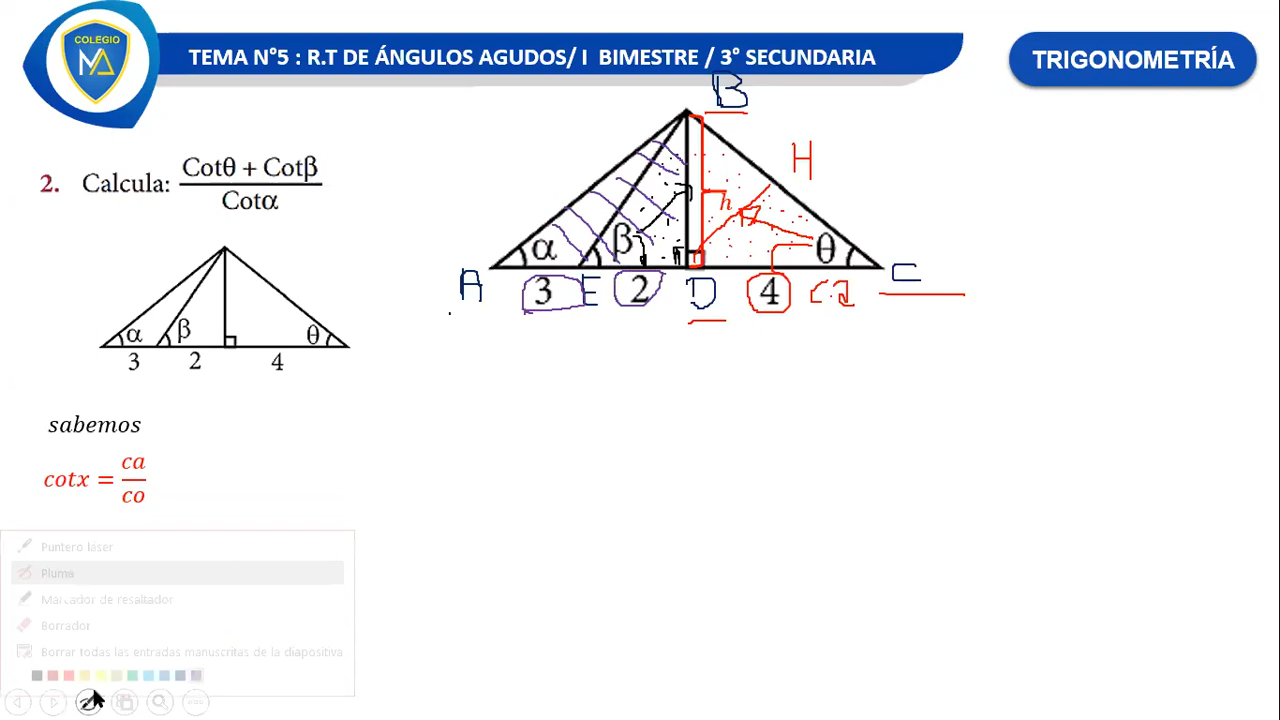 COLEGIO
MA
TEMA N°5 : R.T DE ÁNGULOS AGUDOS/ I BIMESTRE / 3° SECUNDARIA
TRIGONOMETRÍA
2. Calcula: (Cotθ + Cotβ) / Cotα
α β θ
3 2 4
B
H
h
α β θ
A 3 E 2 D 4 ca C
sabemos
cotx = ca/co
Puntero láser
Pluma
Marcador de resaltador
Borrador
Borrar todas las entradas manuscritas de la diapositiva